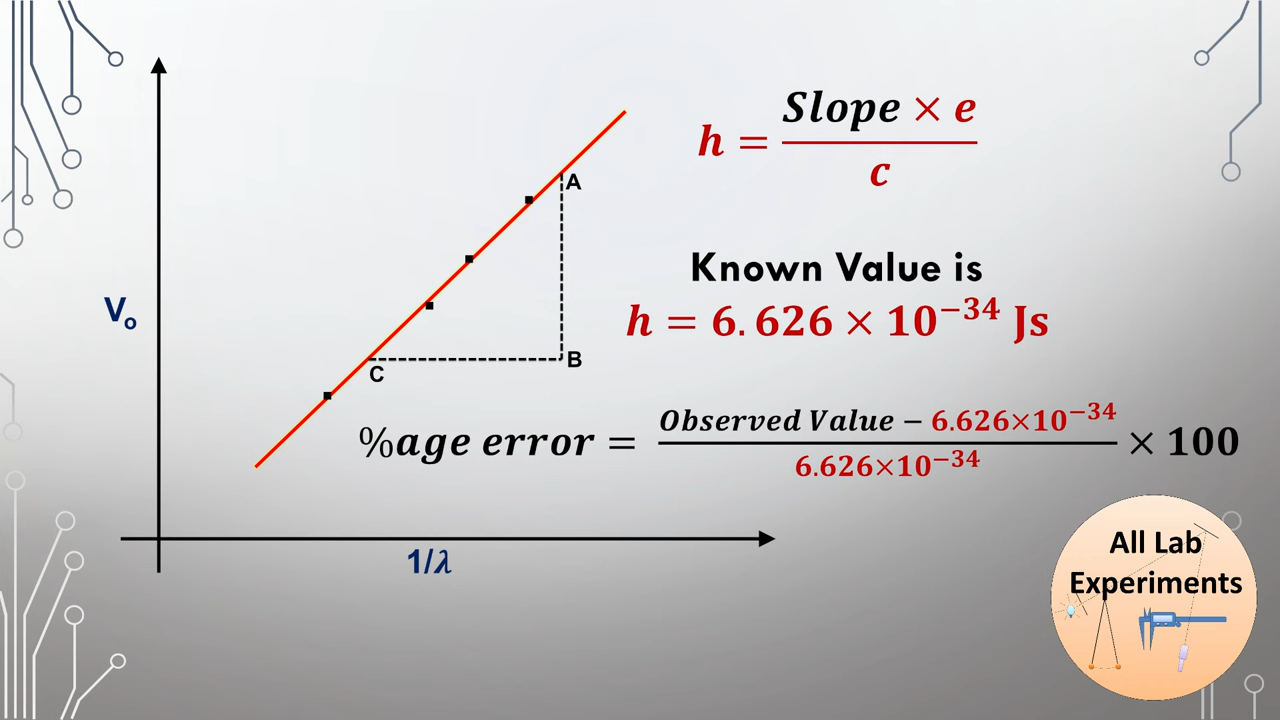 h = Slope × e / c
Known Value is
h = 6.626 × 10⁻³⁴ Js
%age error = Observed Value − 6.626×10⁻³⁴ / 6.626×10⁻³⁴ × 100
Vₒ
A
B
C
1/λ
All Lab
Experiments